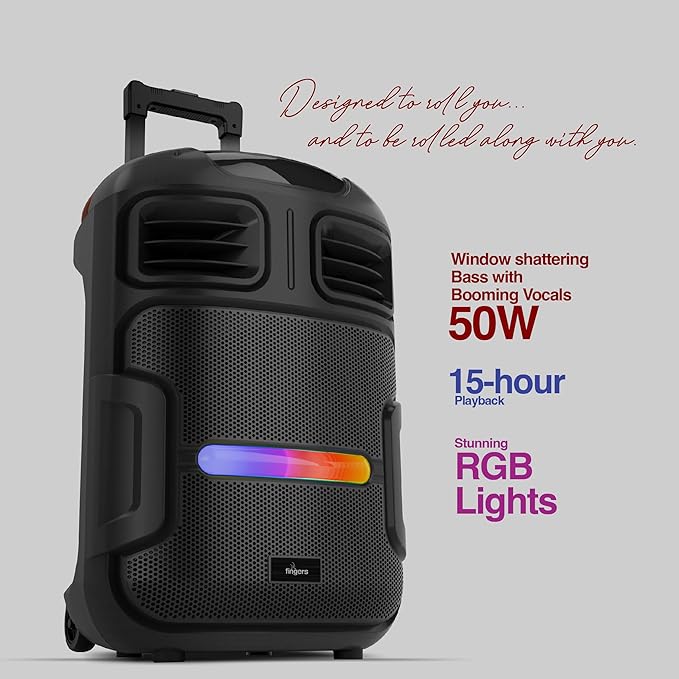 Designed to roll you...
and to be rolled along with you.
Window shattering
Bass with
Booming Vocals
50W
15-hour
Playback
Stunning
RGB
Lights
fingers